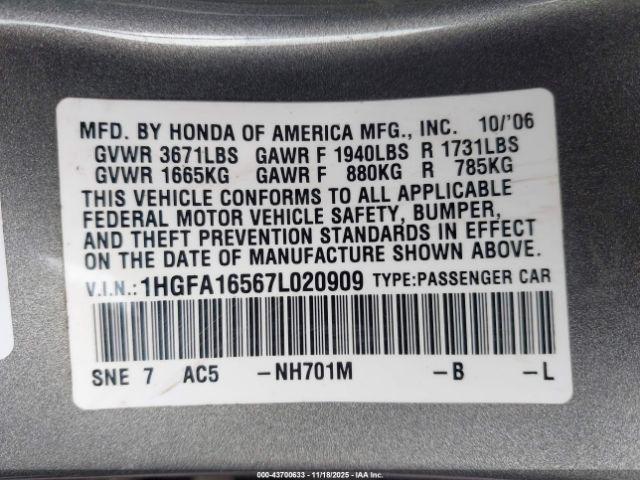 MFD. BY HONDA OF AMERICA MFG., INC. 10/'06
GVWR 3671LBS GAWR F 1940LBS R 1731LBS
GVWR 1665KG GAWR F 880KG R 785KG
THIS VEHICLE CONFORMS TO ALL APPLICABLE
FEDERAL MOTOR VEHICLE SAFETY, BUMPER,
AND THEFT PREVENTION STANDARDS IN EFFECT
ON THE DATE OF MANUFACTURE SHOWN ABOVE.
V.I.N.: 1HGFA16567L020909 TYPE:PASSENGER CAR
SNE 7 AC5 -NH701M -B -L
000-43700633 - 11/18/2025 - IAA Inc.